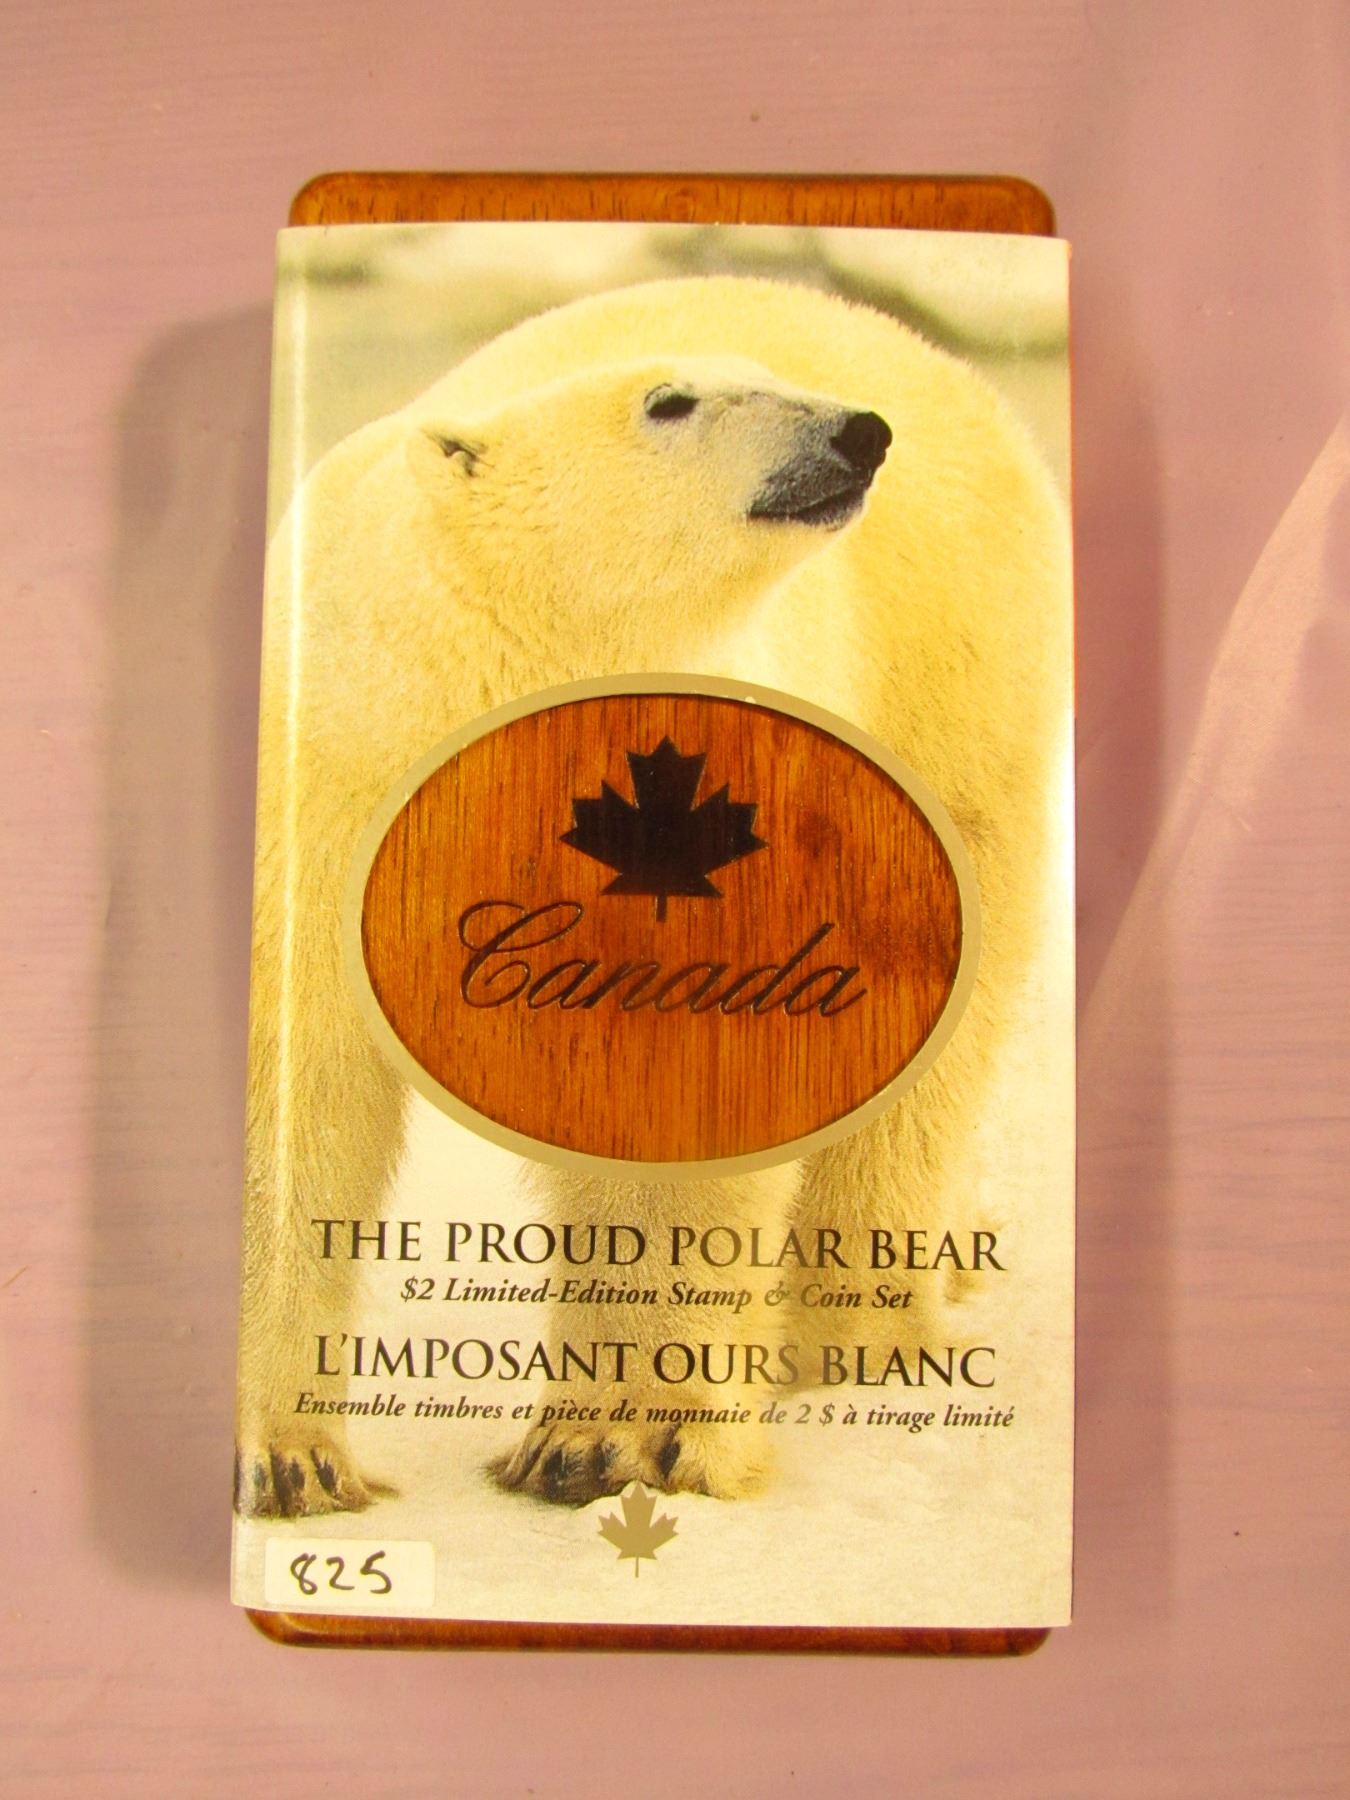 Canada
THE PROUD POLAR BEAR
$2 Limited-Edition Stamp & Coin Set
L'IMPOSANT OURS BLANC
Ensemble timbres et pièce de monnaie de 2 $ à tirage limité
825